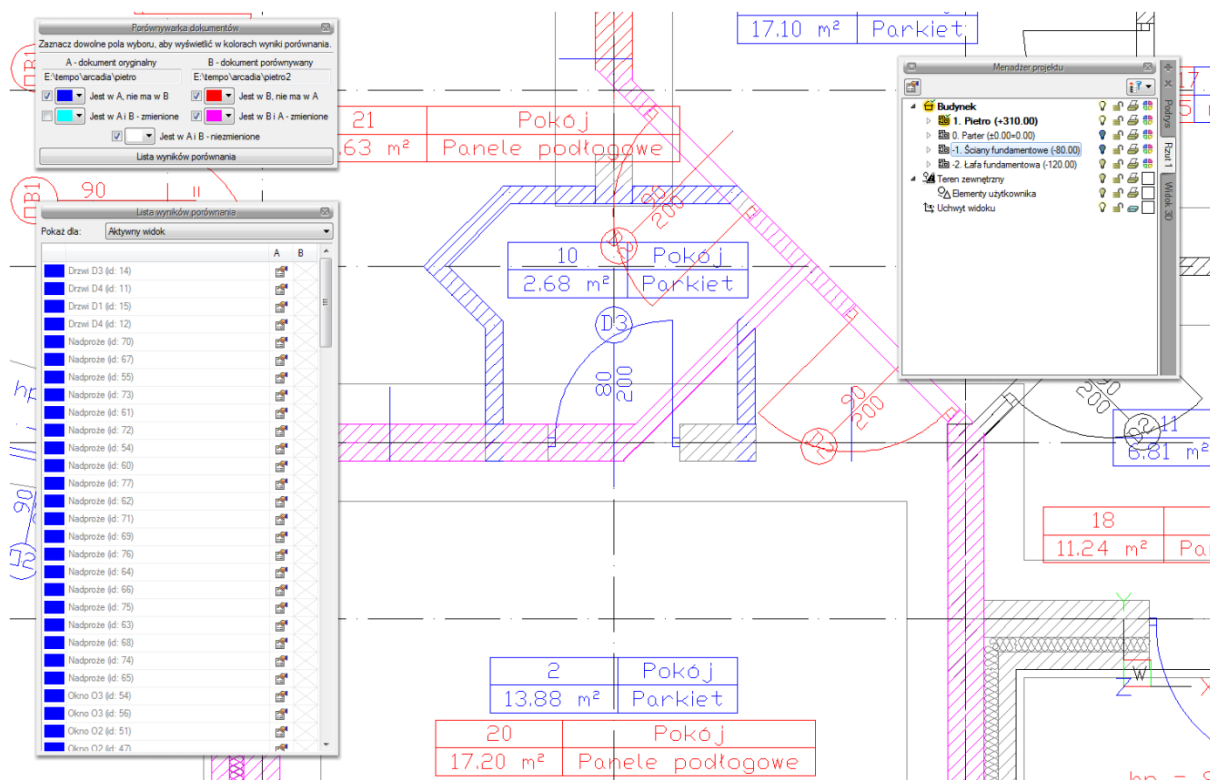 Porównywarka dokumentów
Zaznacz dowolne pola wyboru, aby wyświetlić w kolorach wyniki porównania.
A - dokument oryginalny
B - dokument porównywany
E:\tempo\arcadia\pietro
E:\tempo\arcadia\pietro2
Jest w A, nie ma w B
Jest w B, nie ma w A
Jest w A i B - zmienione
Jest w B i A - zmienione
Jest w A i B - niezmienione
Lista wyników porównania
DB1
90
Lista wyników porównania
Pokaż dla:
Aktywny widok
A B
Drzwi D3 (id: 14)
Drzwi D4 (id: 11)
Drzwi D1 (id: 15)
Drzwi D4 (id: 12)
Nadproże (id: 70)
Nadproże (id: 67)
Nadproże (id: 55)
Nadproże (id: 73)
Nadproże (id: 61)
Nadproże (id: 72)
Nadproże (id: 54)
Nadproże (id: 60)
Nadproże (id: 77)
Nadproże (id: 62)
Nadproże (id: 71)
Nadproże (id: 69)
Nadproże (id: 76)
Nadproże (id: 64)
Nadproże (id: 66)
Nadproże (id: 75)
Nadproże (id: 63)
Nadproże (id: 68)
Nadproże (id: 74)
Nadproże (id: 65)
Okno O3 (id: 54)
Okno O3 (id: 56)
Okno O2 (id: 51)
Okno O2 (id: 47)
hp
90
17.10 m² Parkiet
21 Pokój
.63 m² Panele podłogowe
90
200
10 Pokój
2.68 m² Parkiet
D3
80
200
90
200
2 Pokój
13.88 m² Parkiet
20 Pokój
17.20 m² Panele podłogowe
Menadżer projektu
Budynek
1. Pietro (+310.00)
0. Parter (±0.00=0.00)
-1. Ściany fundamentowe (-80.00)
-2. Łafa fundamentowa (-120.00)
Teren zewnętrzny
Elementy użytkownika
Uchwyt widoku
Podrys
Rzut 1
Widok 3D
17
90
200
11
6.81 m²
18
11.24 m² Pa
Y
W
Z
X
hp =